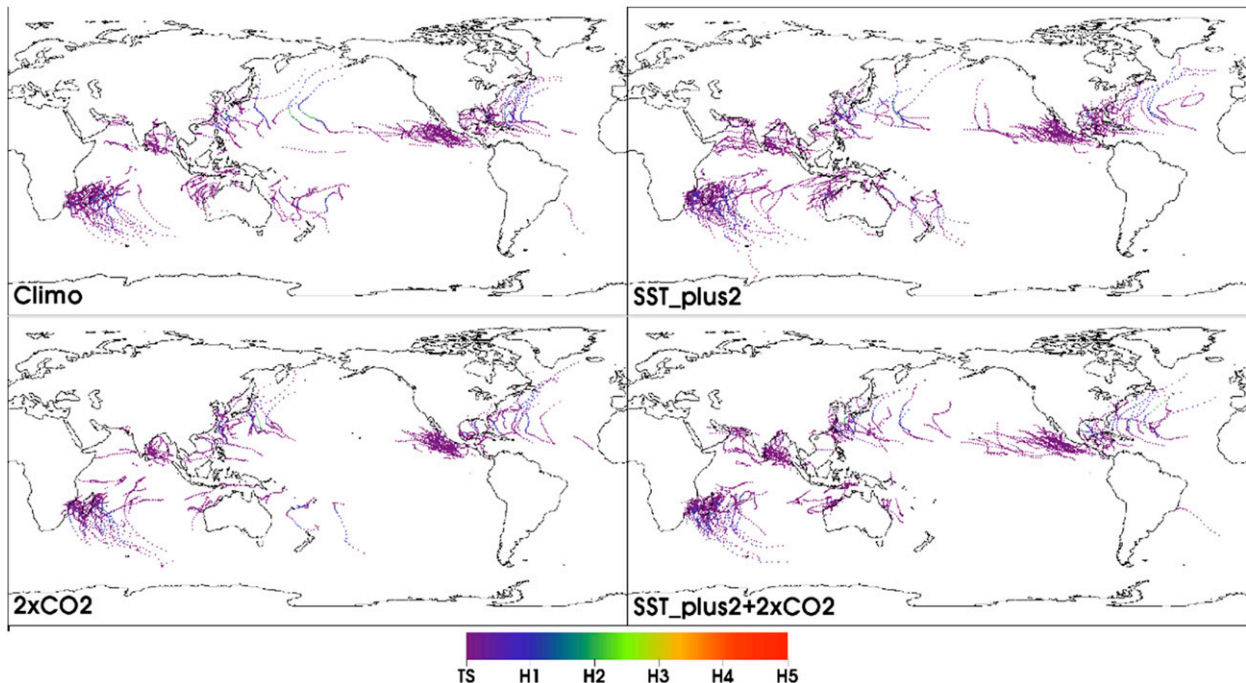 Climo
SST_plus2
2xCO2
SST_plus2+2xCO2
TS H1 H2 H3 H4 H5